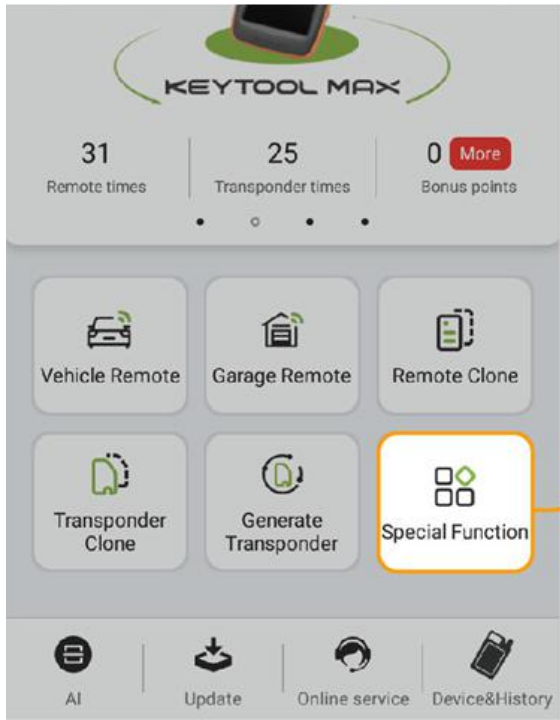 KEYTOOL MAX
31 25 0 More
Remote times Transponder times Bonus points
Vehicle Remote Garage Remote Remote Clone
Transponder
Clone
Generate
Transponder
Special Function
AI Update Online service Device&History